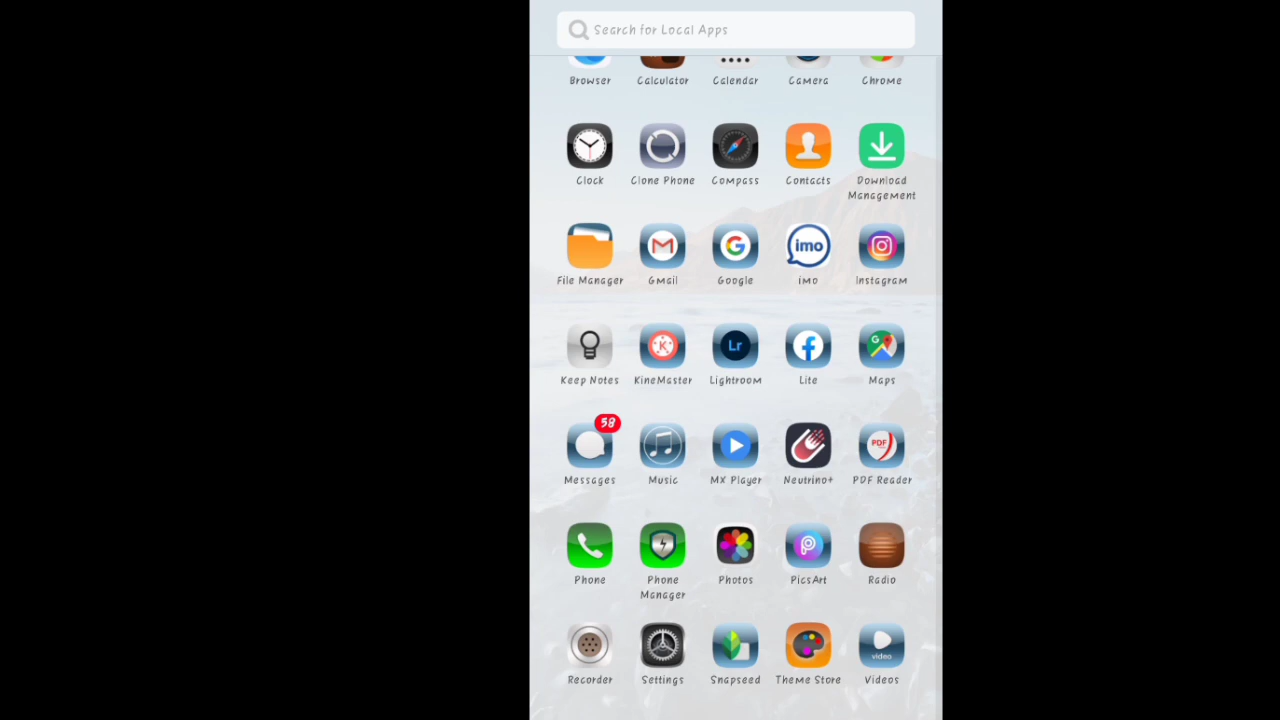 Search for Local Apps
Browser Calculator Calendar Camera Chrome
Clock Clone Phone Compass Contacts Download
Management
imo
File Manager Gmail Google imo Instagram
Lr
G
Keep Notes KineMaster Lightroom Lite Maps
58
PDF
Messages Music MX Player Neutrino+ PDF Reader
Phone Phone Photos PicsArt Radio
Manager
video
Recorder Settings Snapseed Theme Store Videos